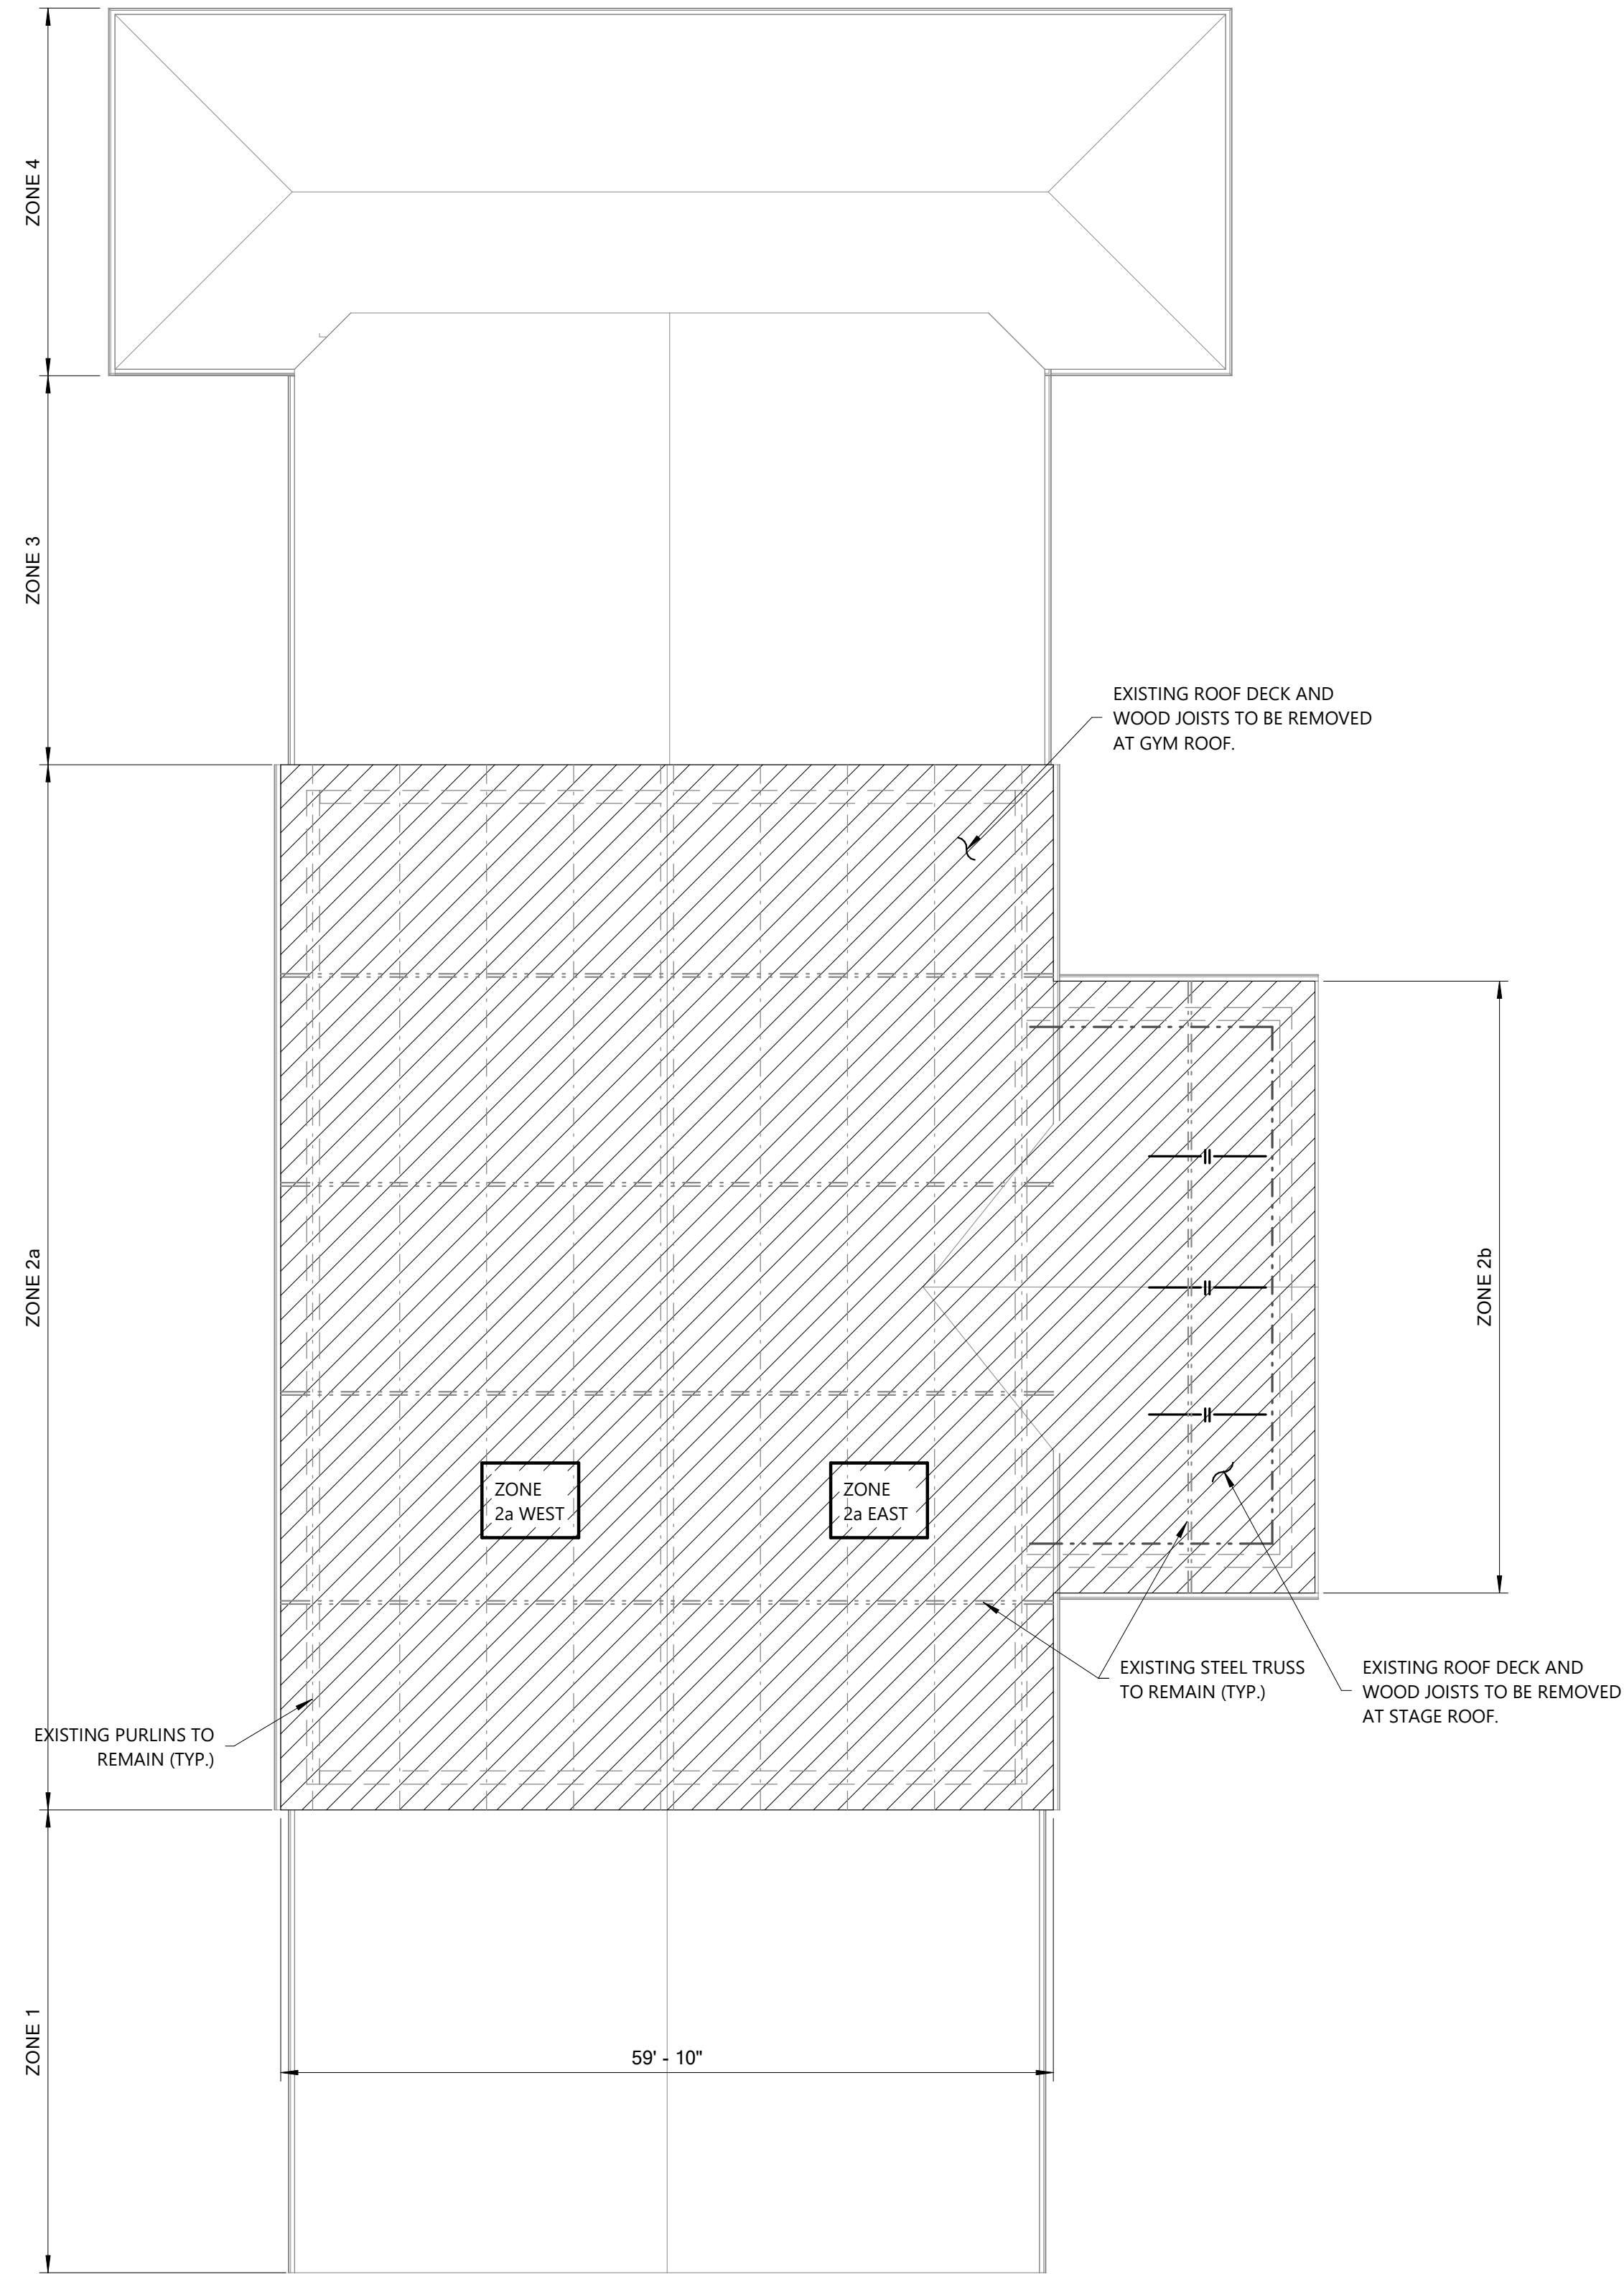 ZONE 4
ZONE 3
EXISTING ROOF DECK AND
WOOD JOISTS TO BE REMOVED
AT GYM ROOF.
ZONE 2a
ZONE 2b
ZONE
2a WEST
ZONE
2a EAST
EXISTING STEEL TRUSS
TO REMAIN (TYP.)
EXISTING ROOF DECK AND
WOOD JOISTS TO BE REMOVED
AT STAGE ROOF.
EXISTING PURLINS TO
REMAIN (TYP.)
ZONE 1
59' - 10"